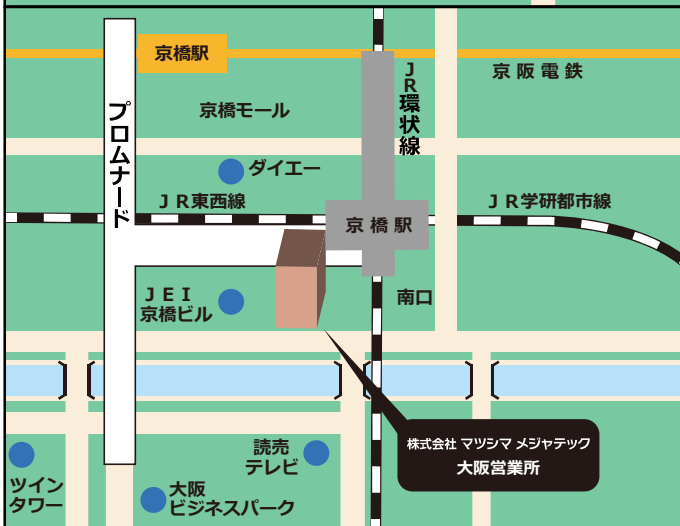 京橋駅
京阪電鉄
JR環状線
京橋モール
プロムナード
ダイエー
JR東西線
JR学研都市線
京橋駅
JEI
京橋ビル
南口
株式会社 マツシマ メジャテック
大阪営業所
読売
テレビ
ツイン
タワー
大阪
ビジネスパーク